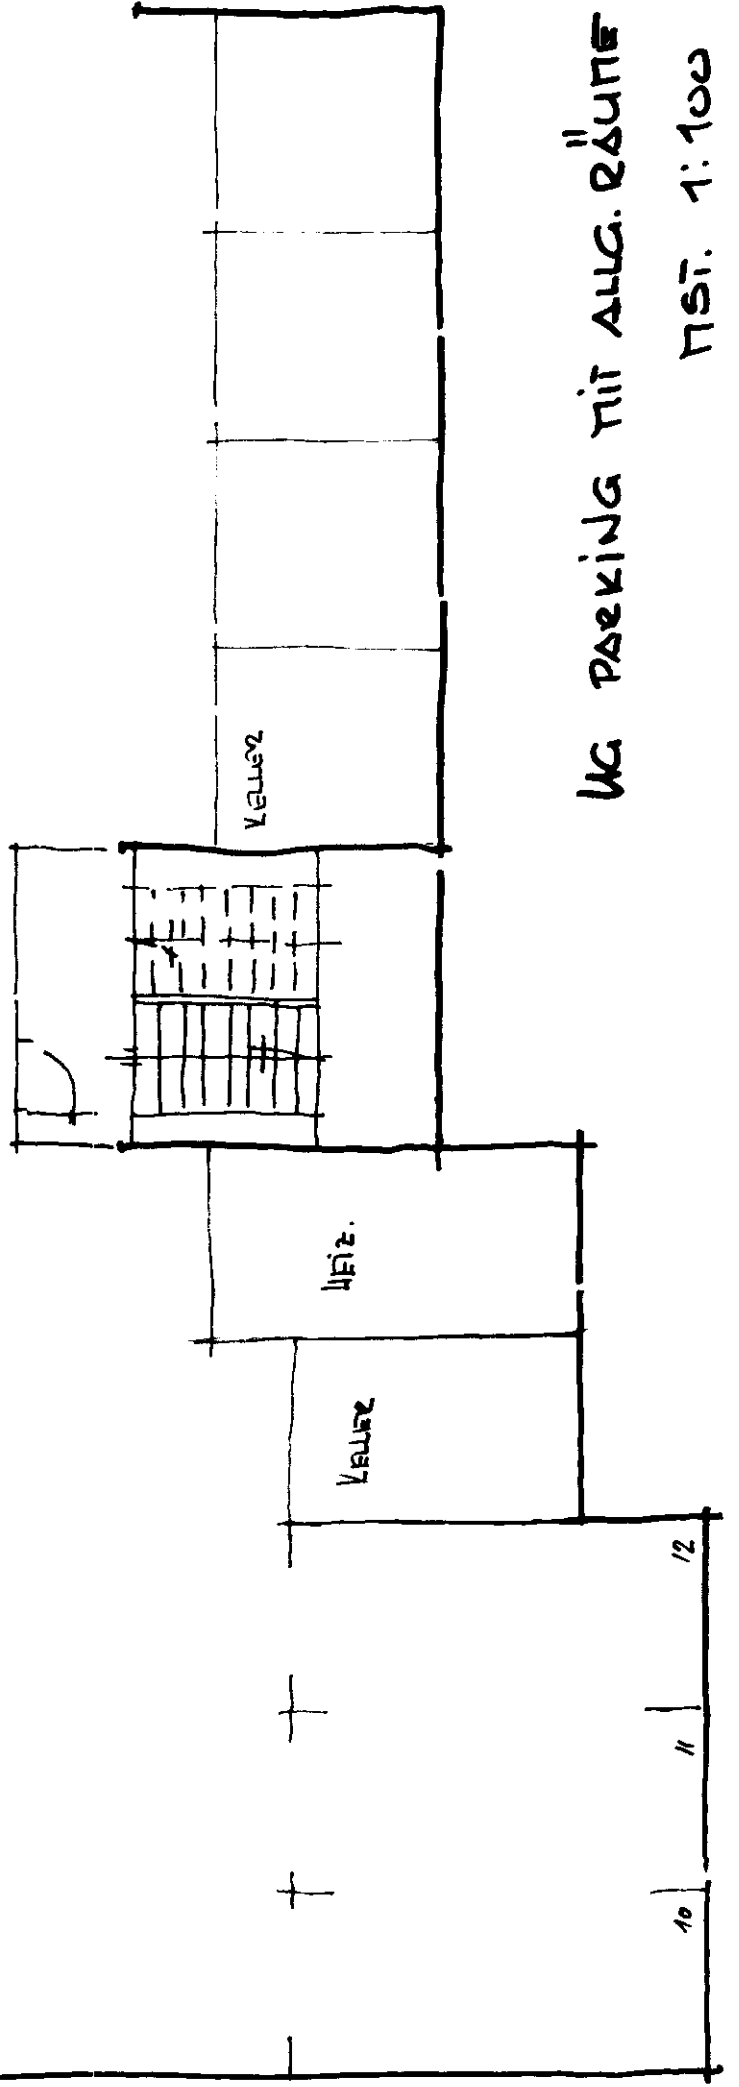 UG PARKING MIT ALLG. RÄUME
MST. 1:100
KELLER
HEIZ.
KELLER
10
11
12